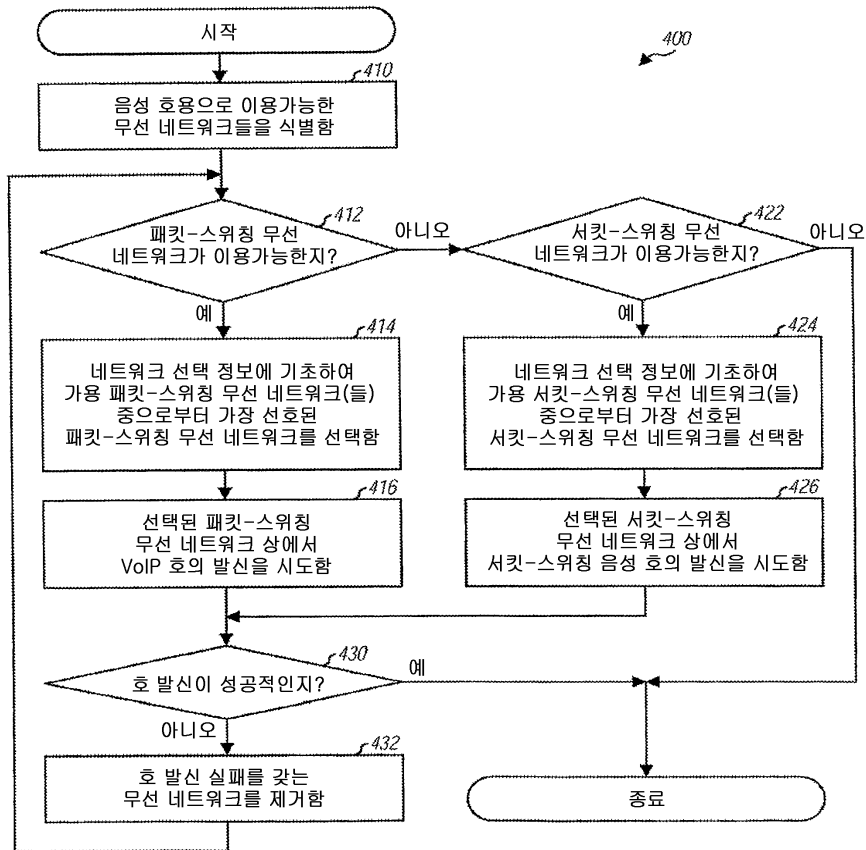 시작
400
410
음성 호용으로 이용가능한
무선 네트워크들을 식별함
412
패킷-스위칭 무선
네트워크가 이용가능한지?
아니오
422
서킷-스위칭 무선
네트워크가 이용가능한지?
아니오
예
예
414
네트워크 선택 정보에 기초하여
가용 패킷-스위칭 무선 네트워크(들)
중으로부터 가장 선호된
패킷-스위칭 무선 네트워크를 선택함
424
네트워크 선택 정보에 기초하여
가용 서킷-스위칭 무선 네트워크(들)
중으로부터 가장 선호된
서킷-스위칭 무선 네트워크를 선택함
416
선택된 패킷-스위칭
무선 네트워크 상에서
VoIP 호의 발신을 시도함
426
선택된 서킷-스위칭
무선 네트워크 상에서
서킷-스위칭 음성 호의 발신을 시도함
430
호 발신이 성공적인지?
예
아니오
432
호 발신 실패를 갖는
무선 네트워크를 제거함
종료